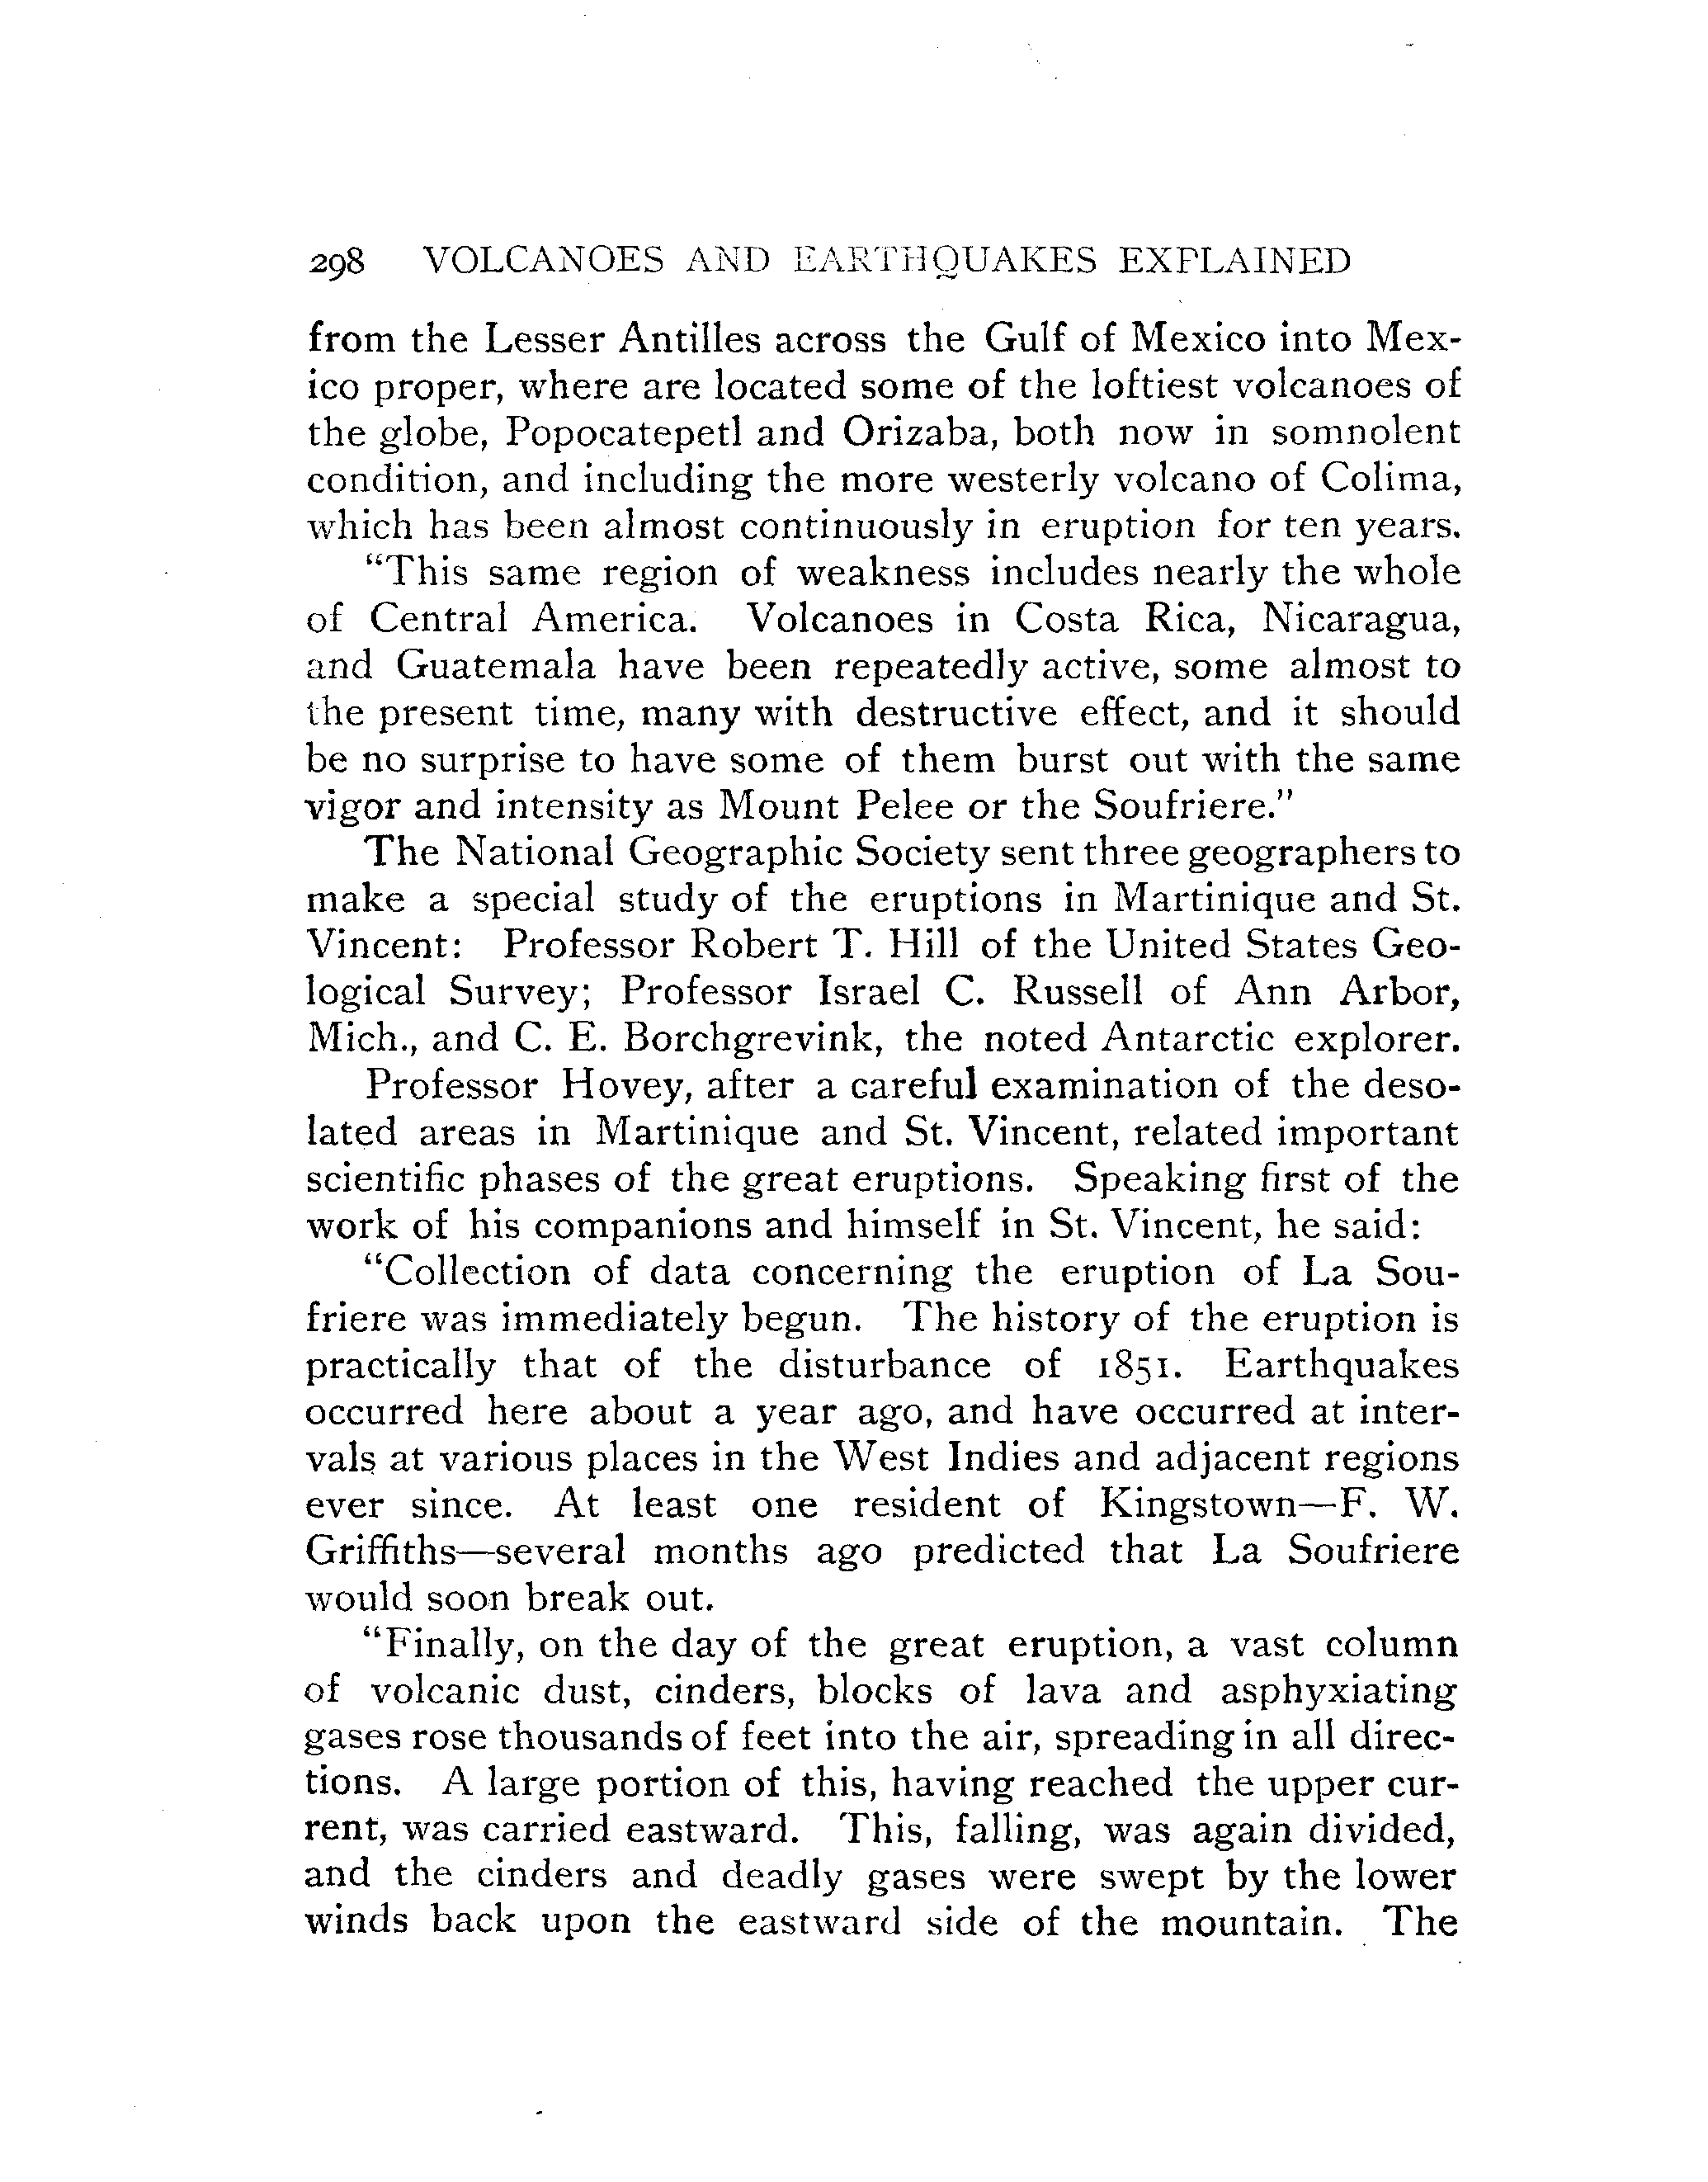 298 VOLCANOES AND EARTHQUAKES EXPLAINED
from the Lesser Antilles across the Gulf of Mexico into Mex-
ico proper, where are located some of the loftiest volcanoes of
the globe, Popocatepetl and Orizaba, both now in somnolent
condition, and including the more westerly volcano of Colima,
which has been almost continuously in eruption for ten years.
"This same region of weakness includes nearly the whole
of Central America. Volcanoes in Costa Rica, Nicaragua,
and Guatemala have been repeatedly active, some almost to
the present time, many with destructive effect, and it should
be no surprise to have some of them burst out with the same
vigor and intensity as Mount Pelee or the Soufriere."
The National Geographic Society sent three geographers to
make a special study of the eruptions in Martinique and St.
Vincent: Professor Robert T. Hill of the United States Geo-
logical Survey; Professor Israel C. Russell of Ann Arbor,
Mich., and C. E. Borchgrevink, the noted Antarctic explorer.
Professor Hovey, after a careful examination of the deso-
lated areas in Martinique and St. Vincent, related important
scientific phases of the great eruptions. Speaking first of the
work of his companions and himself in St. Vincent, he said:
"Collection of data concerning the eruption of La Sou-
friere was immediately begun. The history of the eruption is
practically that of the disturbance of 1851. Earthquakes
occurred here about a year ago, and have occurred at inter-
vals at various places in the West Indies and adjacent regions
ever since. At least one resident of Kingstown—F. W.
Griffiths—several months ago predicted that La Soufriere
would soon break out.
"Finally, on the day of the great eruption, a vast column
of volcanic dust, cinders, blocks of lava and asphyxiating
gases rose thousands of feet into the air, spreading in all direc-
tions. A large portion of this, having reached the upper cur-
rent, was carried eastward. This, falling, was again divided,
and the cinders and deadly gases were swept by the lower
winds back upon the eastward side of the mountain. The